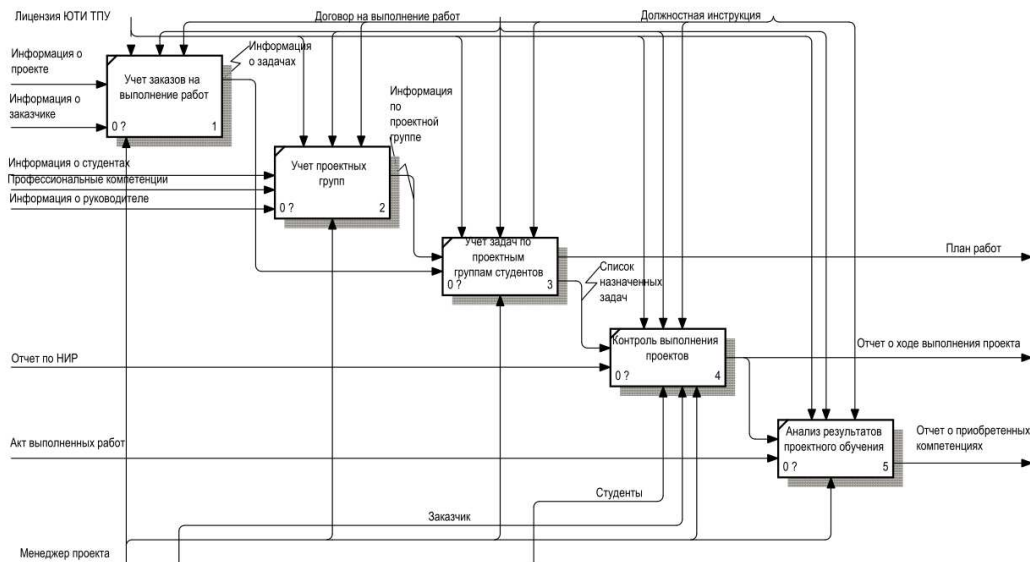 Лицензия ЮТИ ТПУ
Договор на выполнение работ
Должностная инструкция
Информация о
проекте
Информация о
заказчике
Учет заказов на
выполнение работ
0 ?
1
Информация
о задачах
Информация
по
проектной
группе
Информация о студентах
Профессиональные компетенции
Информация о руководителе
Учет проектных
групп
0 ?
2
Учет задач по
проектным
группам студентов
0 ?
3
План работ
Список
назначенных
задач
Отчет по НИР
Контроль выполнения
проектов
0 ?
4
Отчет о ходе выполнения проекта
Акт выполненных работ
Анализ результатов
проектного обучения
0 ?
5
Отчет о приобретенных
компетенциях
Студенты
Заказчик
Менеджер проекта